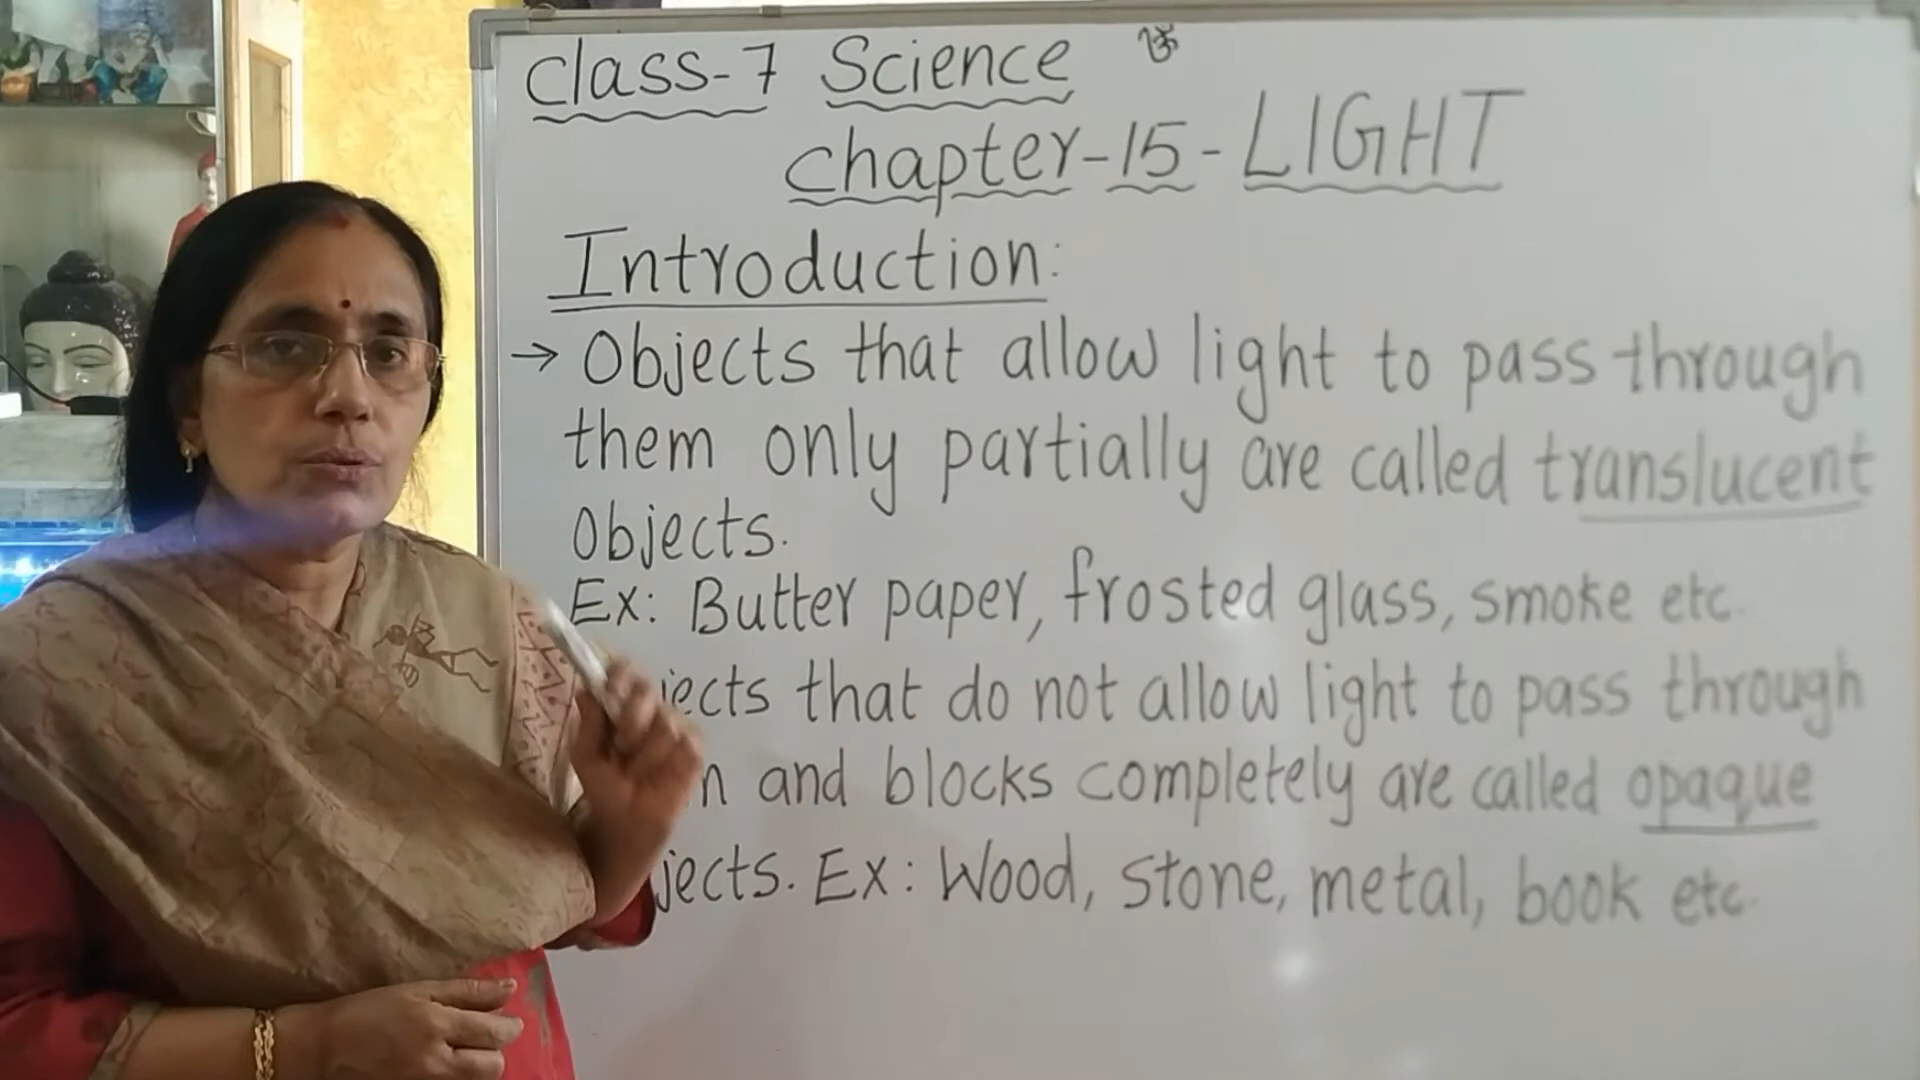 Class-7 Science ॐ
Chapter-15-LIGHT
Introduction:
→ Objects that allow light to pass through
them only partially are called translucent
Objects.
Ex: Butter paper, frosted glass, smoke etc.
jects that do not allow light to pass through
n and blocks completely are called opaque
jects. Ex: Wood, stone, metal, book etc.